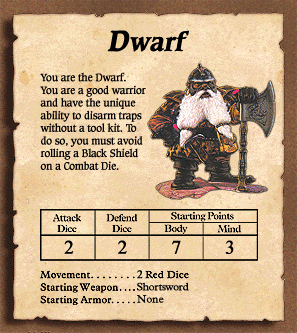 Dwarf
You are the Dwarf.
You are a good warrior
and have the unique
ability to disarm traps
without a tool kit. To
do so, you must avoid
rolling a Black Shield
on a Combat Die.
Attack Dice
Defend Dice
Starting Points
Body
Mind
2
2
7
3
Movement........2 Red Dice
Starting Weapon....Shortsword
Starting Armor.....None